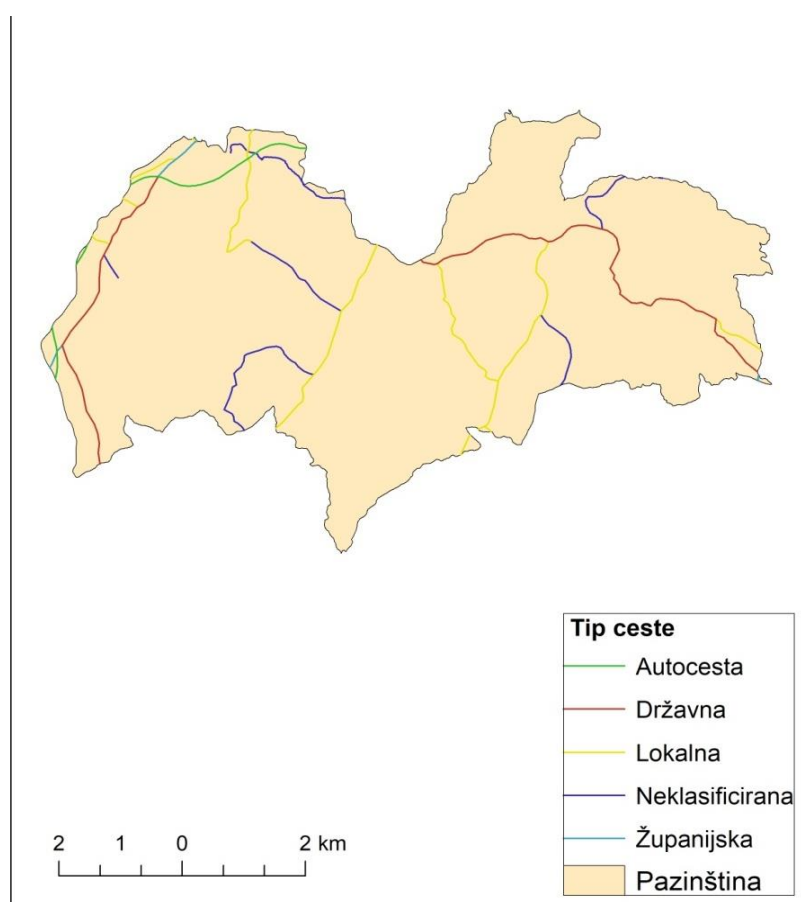 Tip ceste
Autocesta
Državna
Lokalna
Neklasificirana
Županijska
Pazinština
2 1 0 2 km